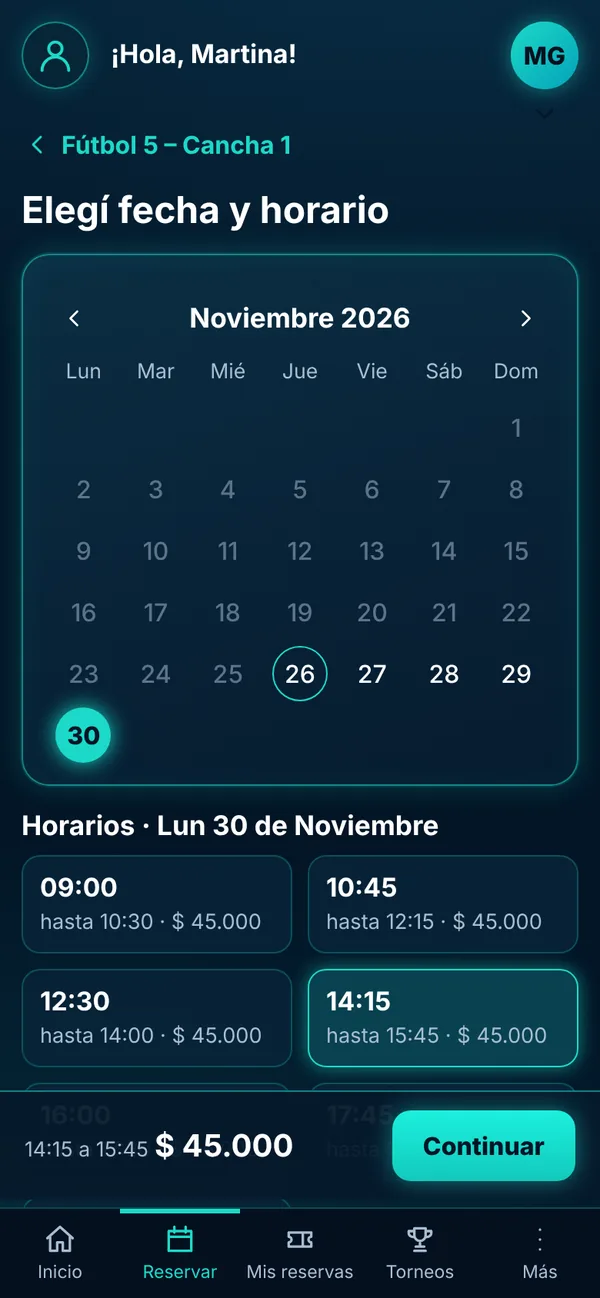 ¡Hola, Martina!
MG
Fútbol 5 – Cancha 1
Elegí fecha y horario
Noviembre 2026
Lun Mar Mié Jue Vie Sáb Dom
1
2 3 4 5 6 7 8
9 10 11 12 13 14 15
16 17 18 19 20 21 22
23 24 25 26 27 28 29
30
Horarios · Lun 30 de Noviembre
09:00
hasta 10:30 · $ 45.000
10:45
hasta 12:15 · $ 45.000
12:30
hasta 14:00 · $ 45.000
14:15
hasta 15:45 · $ 45.000
16:00
17:45
hasta
14:15 a 15:45 $ 45.000
Continuar
Inicio
Reservar
Mis reservas
Torneos
Más